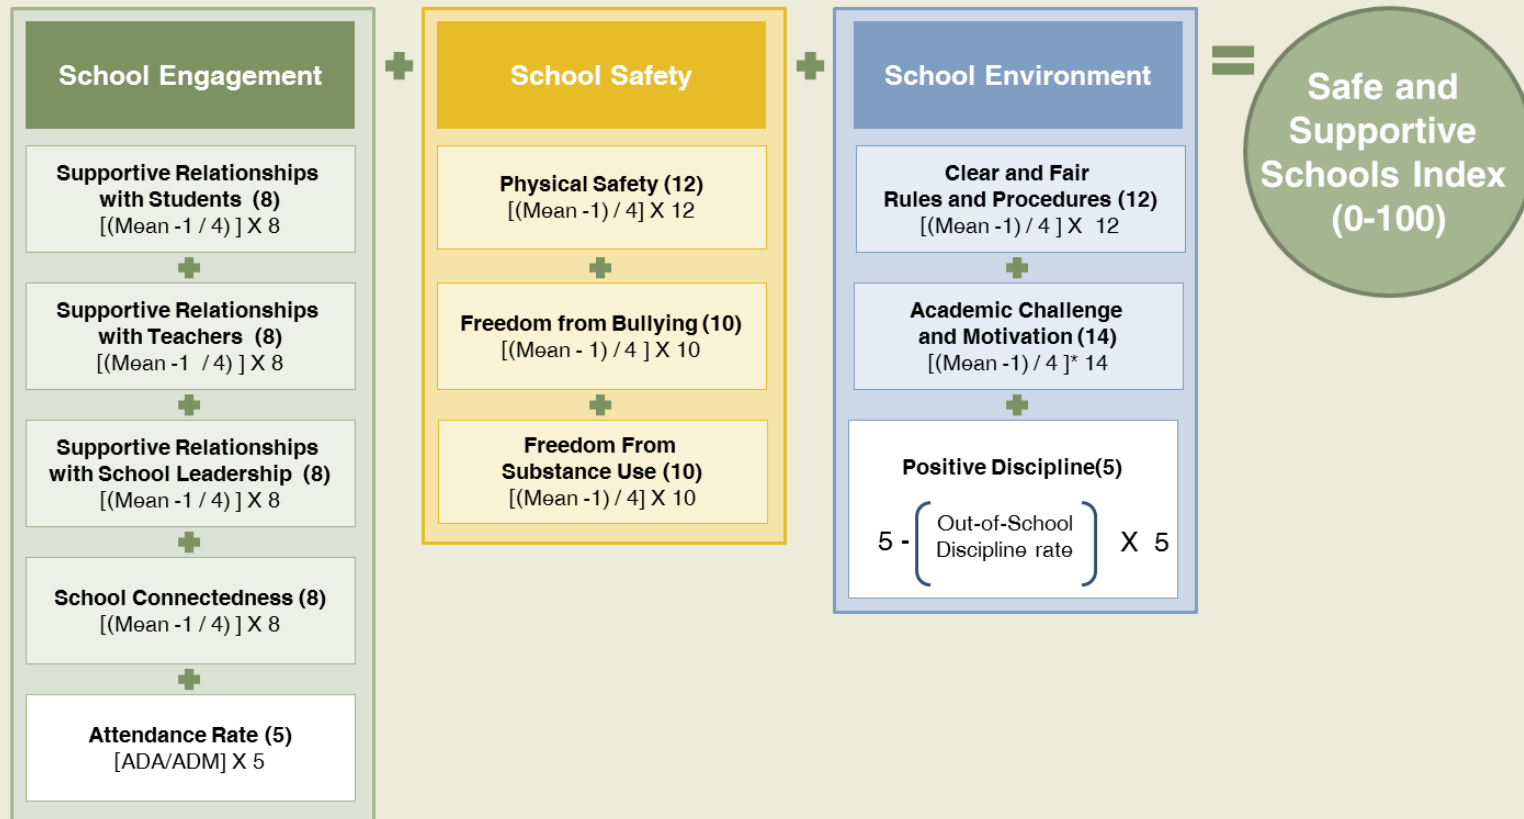 School Engagement
Supportive Relationships
with Students (8)
[(Mean -1 / 4) ] X 8
Supportive Relationships
with Teachers (8)
[(Mean -1 / 4) ] X 8
Supportive Relationships
with School Leadership (8)
[(Mean -1 / 4) ] X 8
School Connectedness (8)
[(Mean -1 / 4) ] X 8
Attendance Rate (5)
[ADA/ADM] X 5
School Safety
Physical Safety (12)
[(Mean -1) / 4] X 12
Freedom from Bullying (10)
[(Mean - 1) / 4 ] X 10
Freedom From
Substance Use (10)
[(Mean -1) / 4] X 10
School Environment
Clear and Fair
Rules and Procedures (12)
[(Mean -1) / 4 ] X 12
Academic Challenge
and Motivation (14)
[(Mean -1) / 4 ]* 14
Positive Discipline(5)
5 - ( Out-of-School
Discipline rate ) X 5
=
Safe and
Supportive
Schools Index
(0-100)